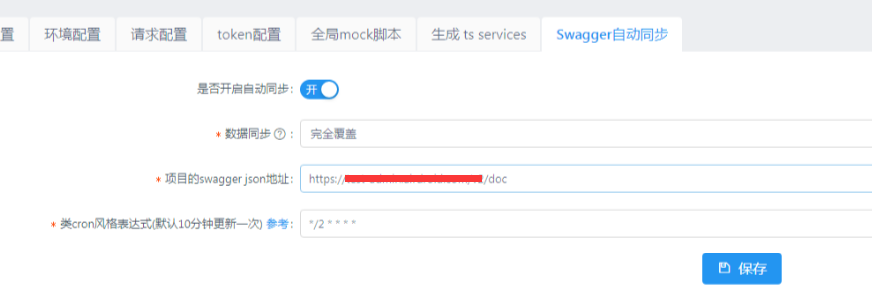 置 环境配置 请求配置 token配置 全局mock脚本 生成 ts services Swagger自动同步
是否开启自动同步: 开
* 数据同步 ? : 完全覆盖
* 项目的swagger json地址: https:// /doc
* 类cron风格表达式(默认10分钟更新一次) 参考: */2 * * * *
保存